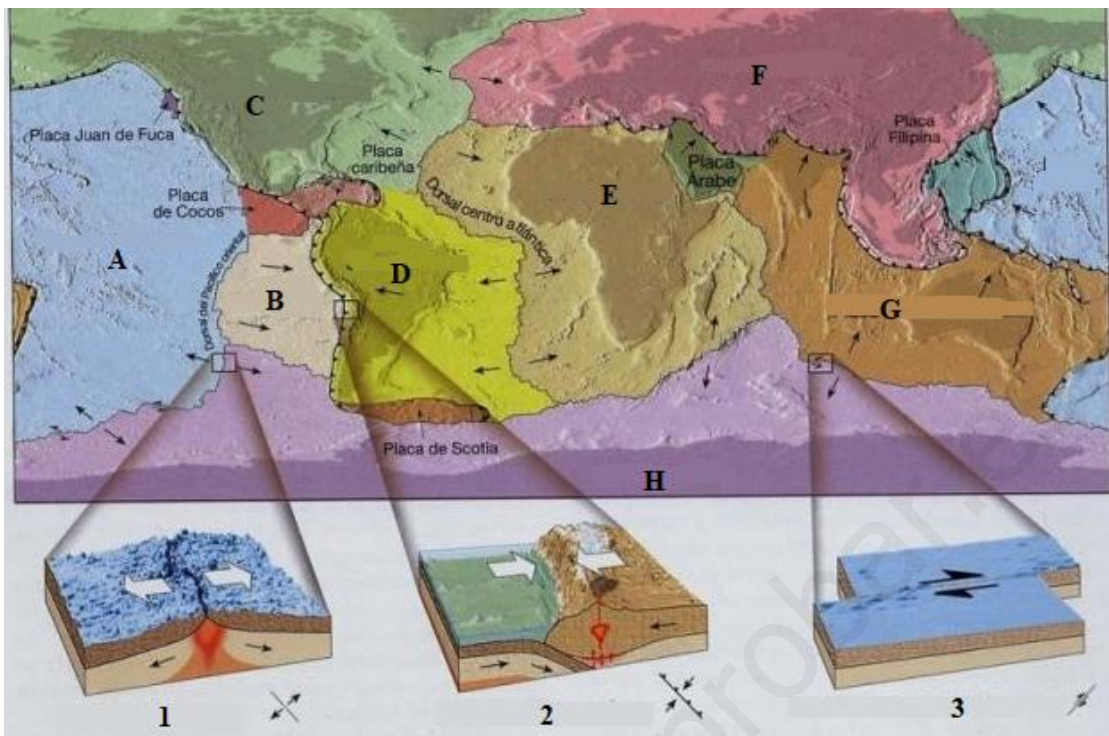 F
C
Placa Juan de Fuca
Placa
caribeña
Placa
Filipina
I
Placa
Árabe
Placa
de Cocos
E
Dorsal centro atlántica
A
Dorsal del Pacífico oriental
B
D
G
Placa de Scotia
H
1
2
3